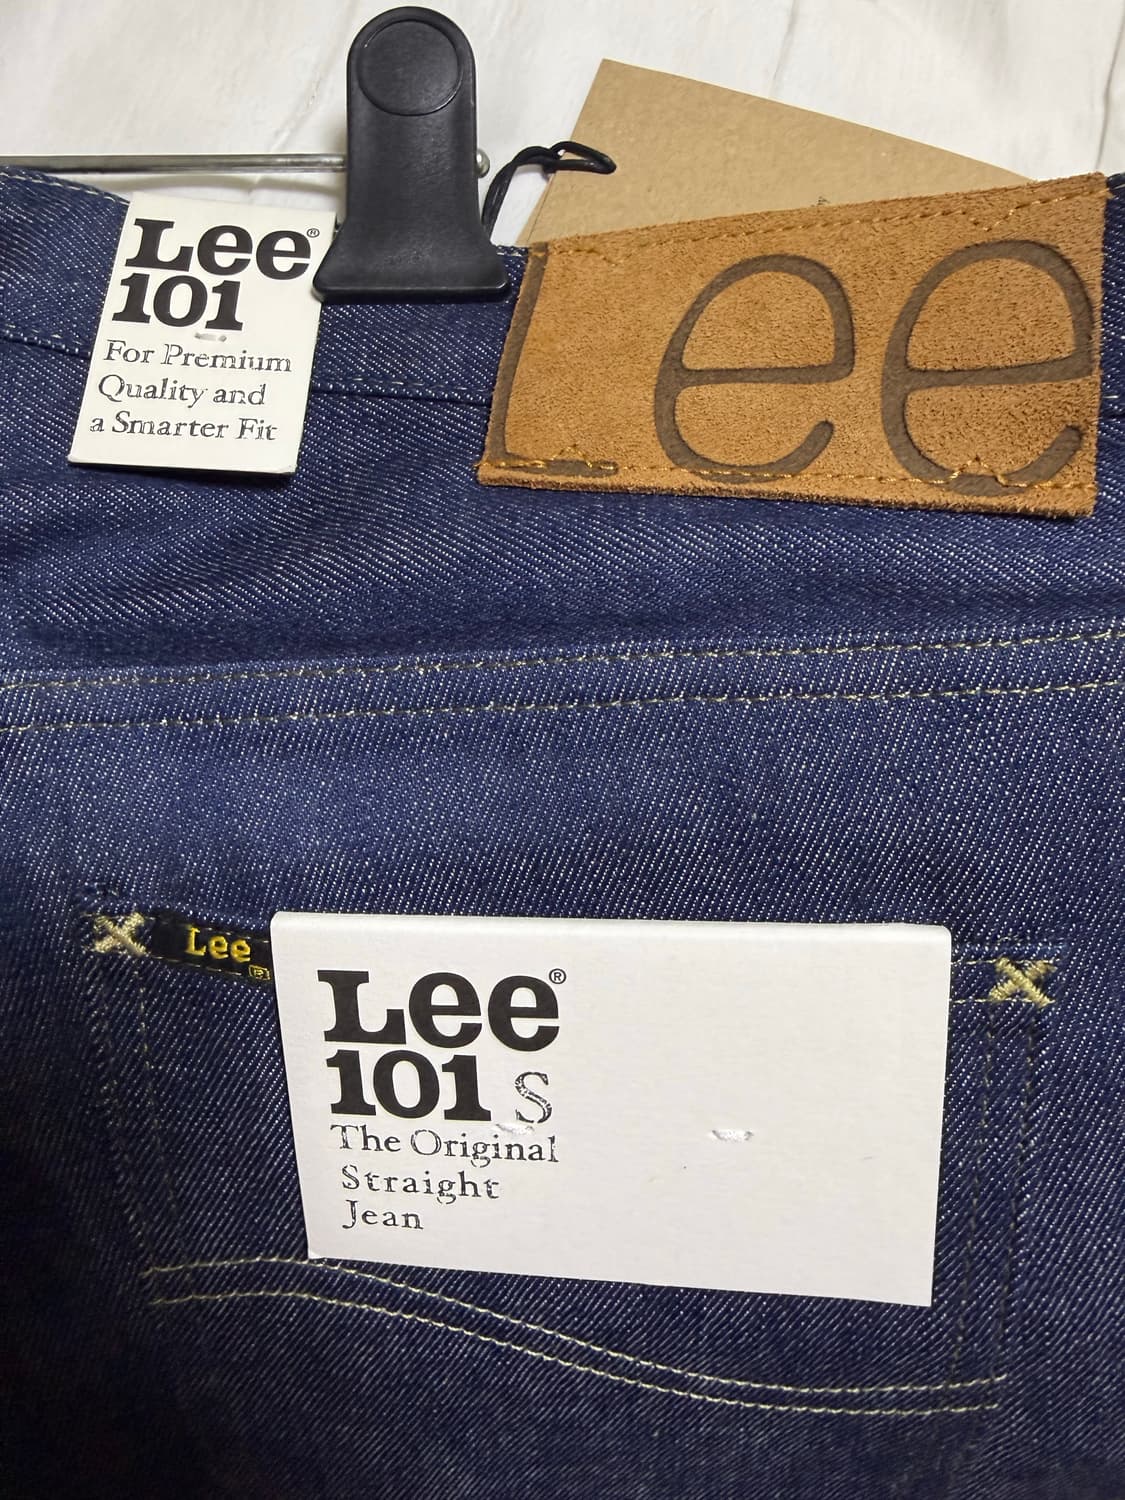 Lee®
101
For Premium
Quality and
a Smarter Fit
Lee
Lee
Lee®
101 S
The Original
Straight
Jean